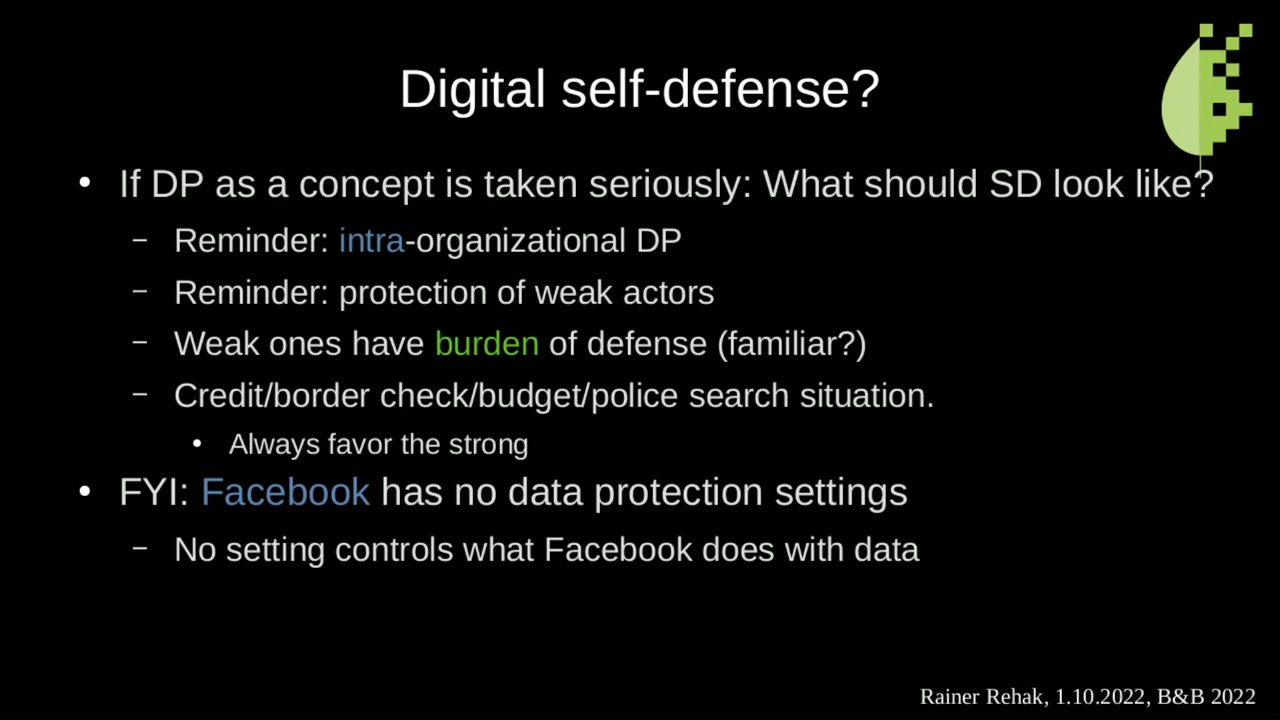 Digital self-defense?
• If DP as a concept is taken seriously: What should SD look like?
– Reminder: intra-organizational DP
– Reminder: protection of weak actors
– Weak ones have burden of defense (familiar?)
– Credit/border check/budget/police search situation.
• Always favor the strong
• FYI: Facebook has no data protection settings
– No setting controls what Facebook does with data
Rainer Rehak, 1.10.2022, B&B 2022